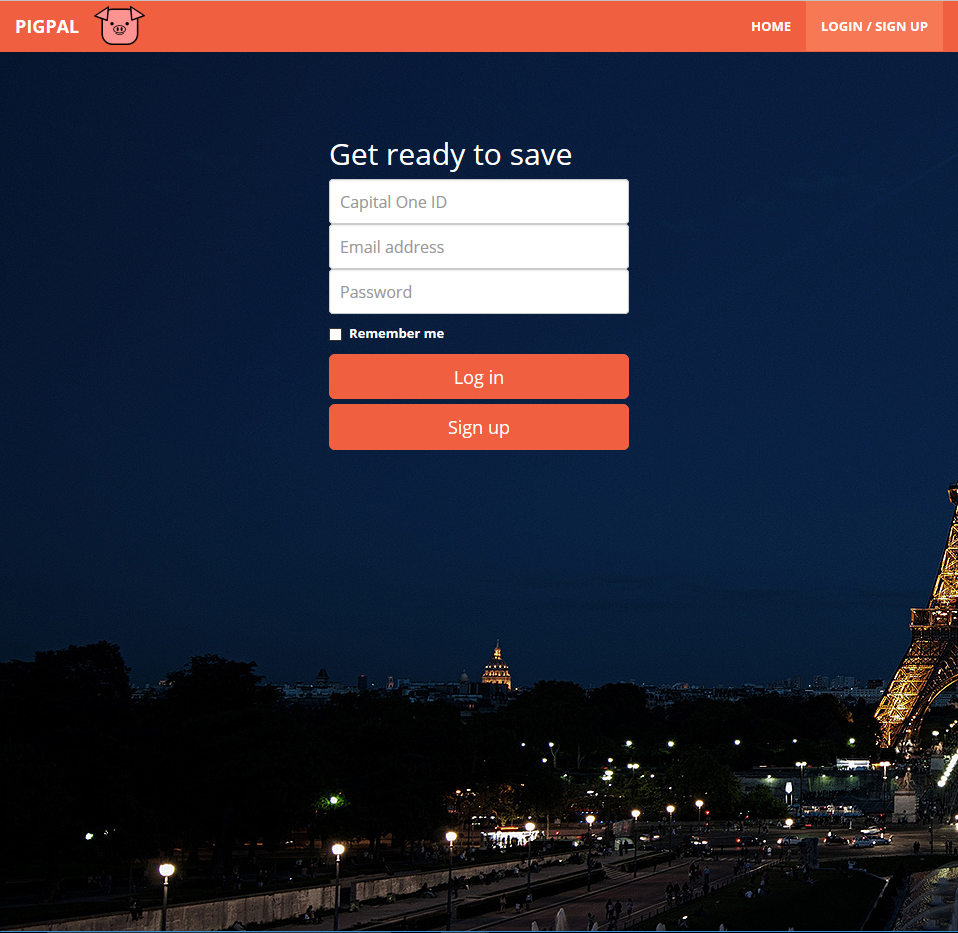 PIGPAL
HOME
LOGIN / SIGN UP
Get ready to save
Capital One ID
Email address
Password
Remember me
Log in
Sign up